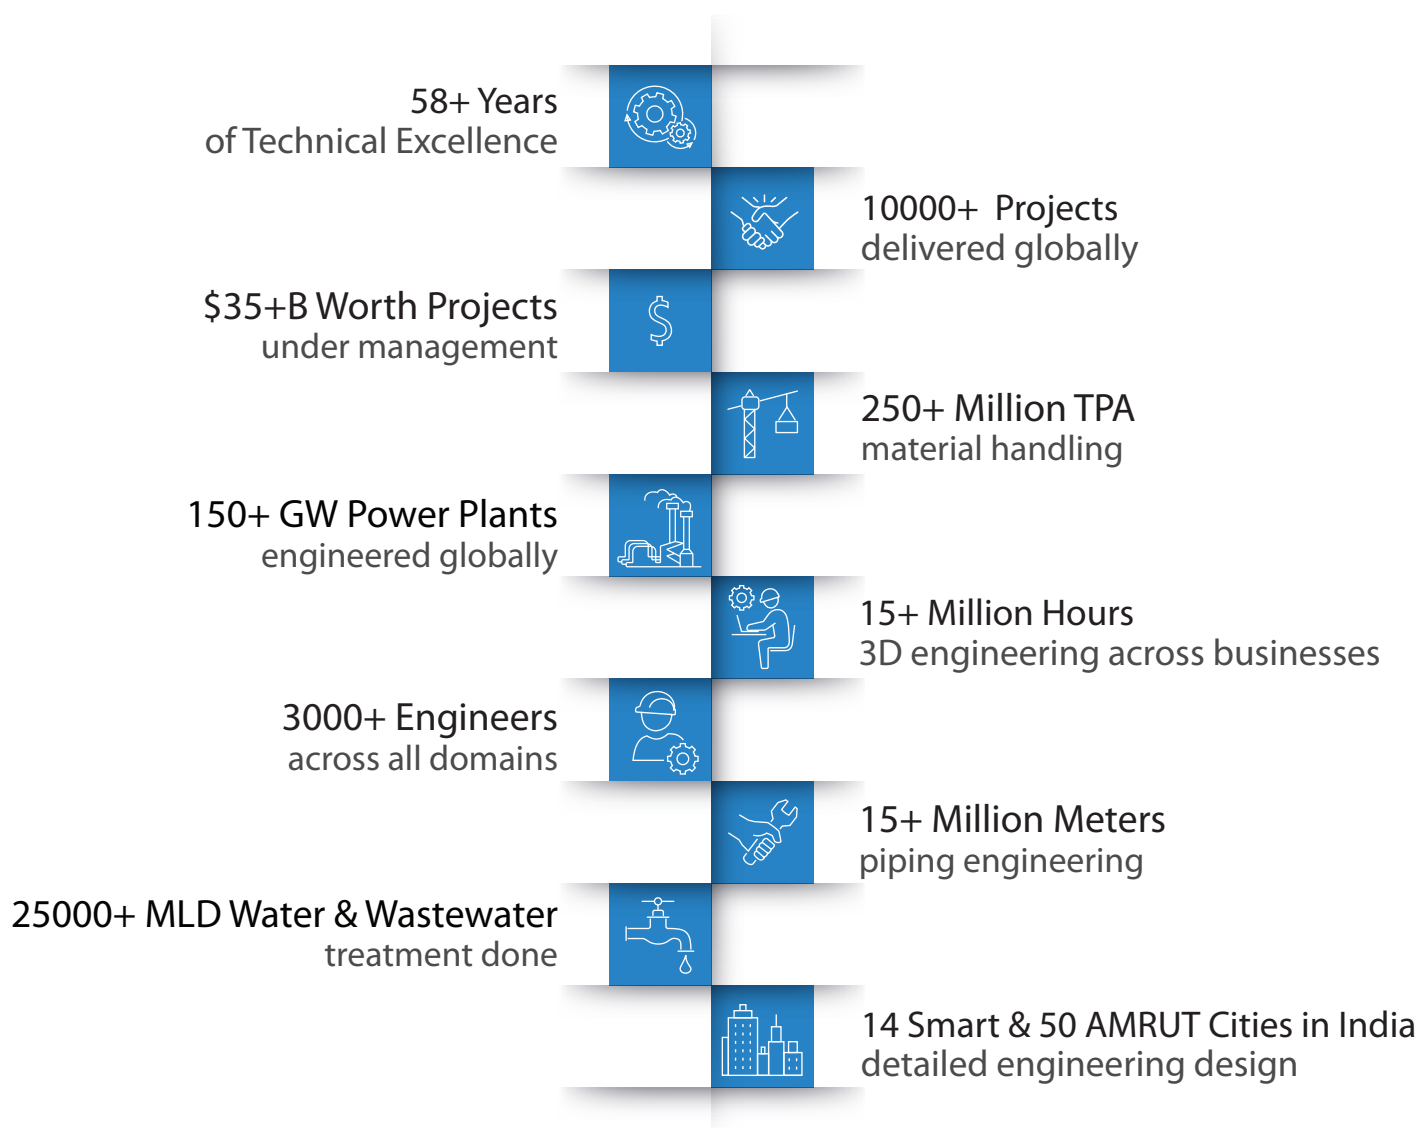 58+ Years
of Technical Excellence
10000+ Projects
delivered globally
$35+B Worth Projects
under management
250+ Million TPA
material handling
150+ GW Power Plants
engineered globally
15+ Million Hours
3D engineering across businesses
3000+ Engineers
across all domains
15+ Million Meters
piping engineering
25000+ MLD Water & Wastewater
treatment done
14 Smart & 50 AMRUT Cities in India
detailed engineering design